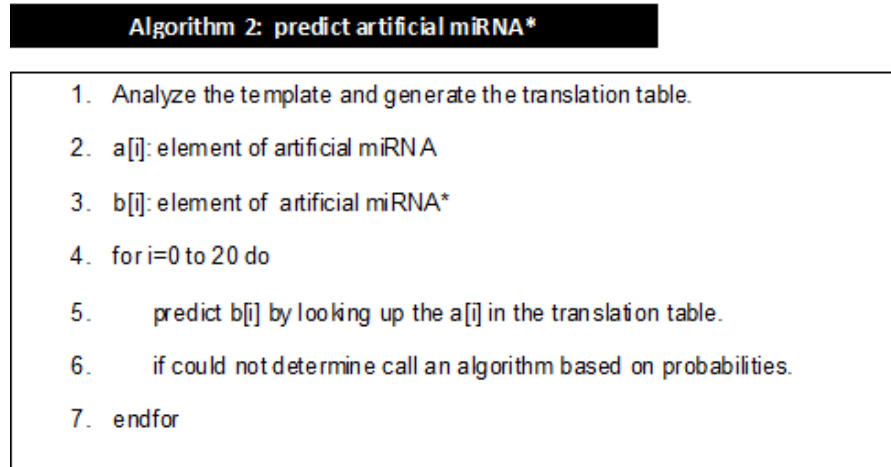 Algorithm 2: predict artificial miRNA*
1. Analyze the template and generate the translation table.
2. a[i]: element of artificial miRNA
3. b[i]: element of artificial miRNA*
4. for i=0 to 20 do
5. predict b[i] by looking up the a[i] in the translation table.
6. if could not determine call an algorithm based on probabilities.
7. endfor